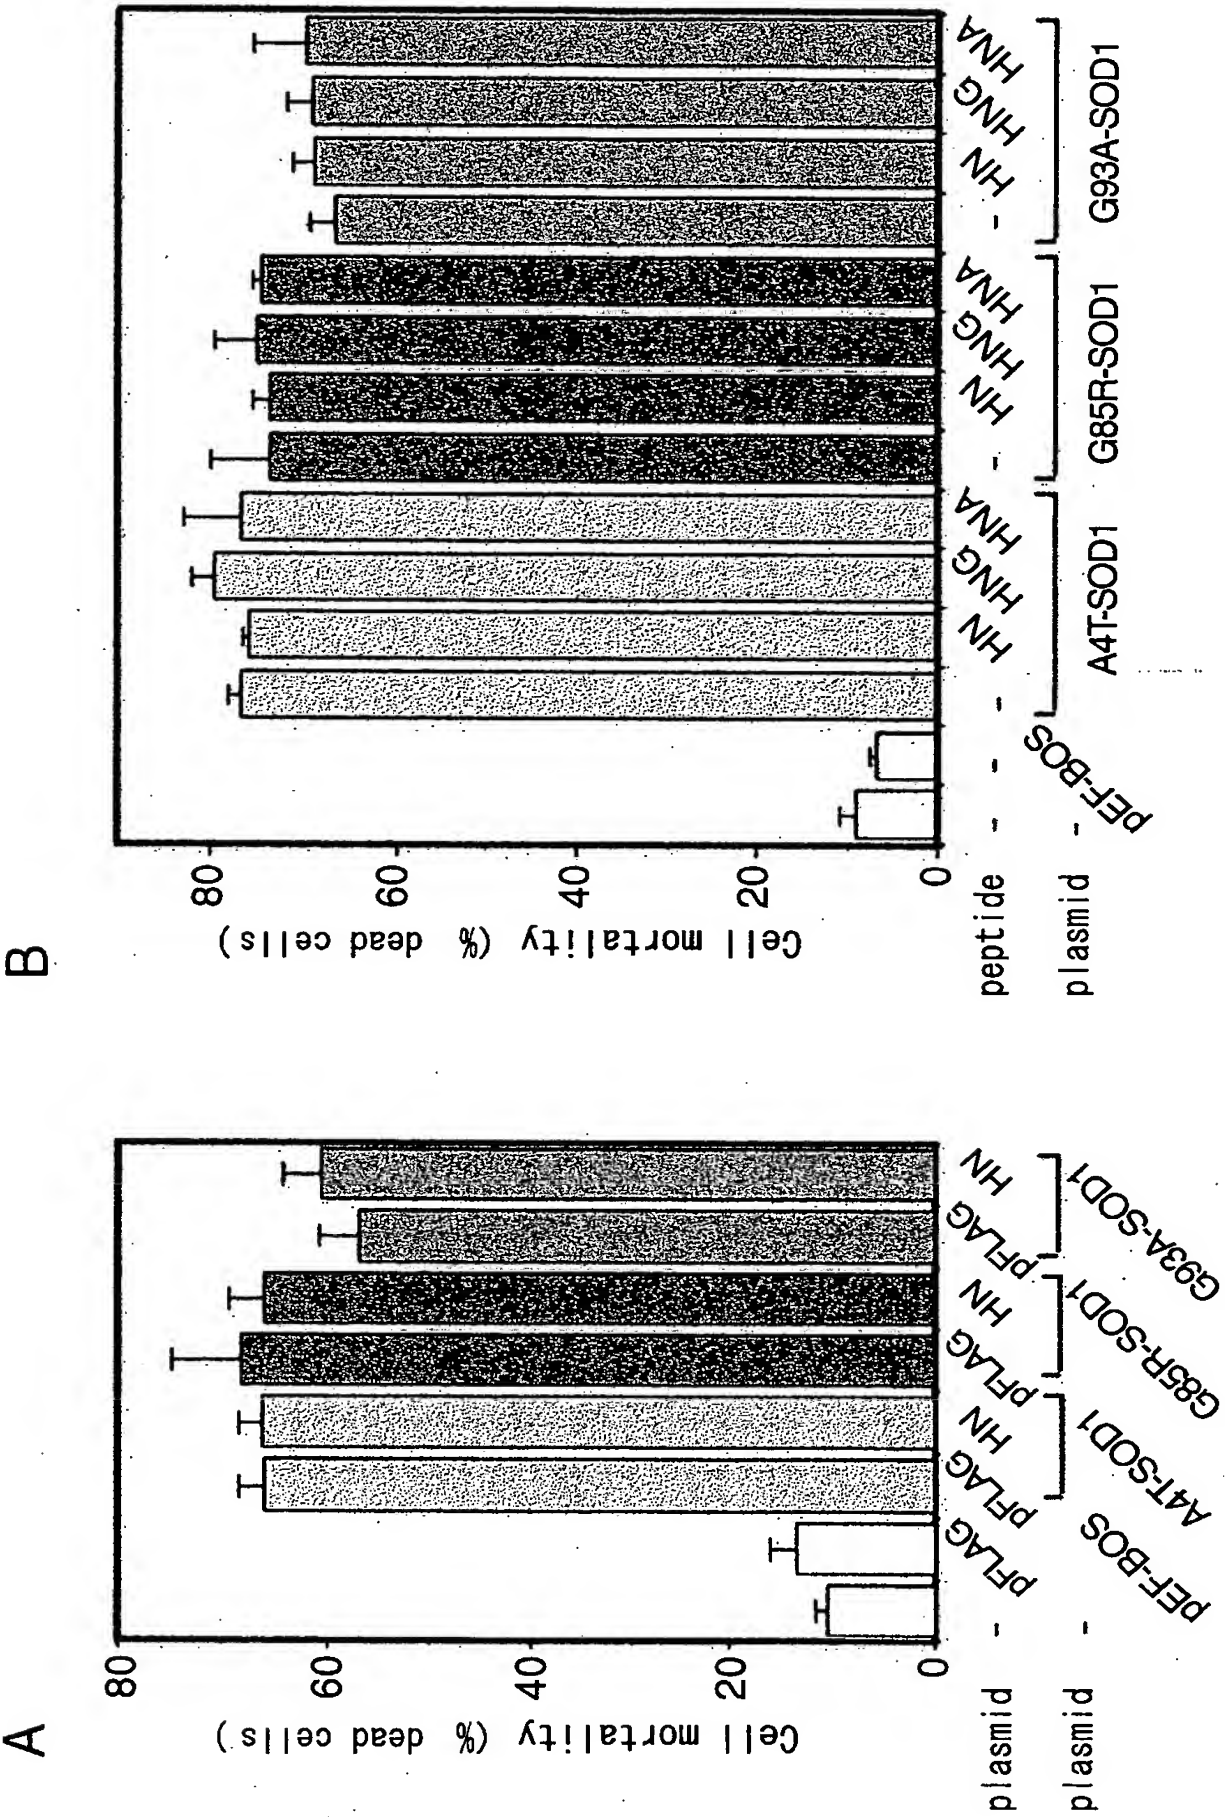 A
Cell mortality (% dead cells)
80
60
40
20
0
plasmid - pFLAG pFLAG HN pFLAG HN pFLAG HN
plasmid - pEF-BOS A4T-SOD1 G85R-SOD1 G93A-SOD1
B
Cell mortality (% dead cells)
80
60
40
20
0
peptide - - - HN HNG HNA - HN HNG HNA - HN HNG HNA
plasmid - pEF-BOS A4T-SOD1 G85R-SOD1 G93A-SOD1